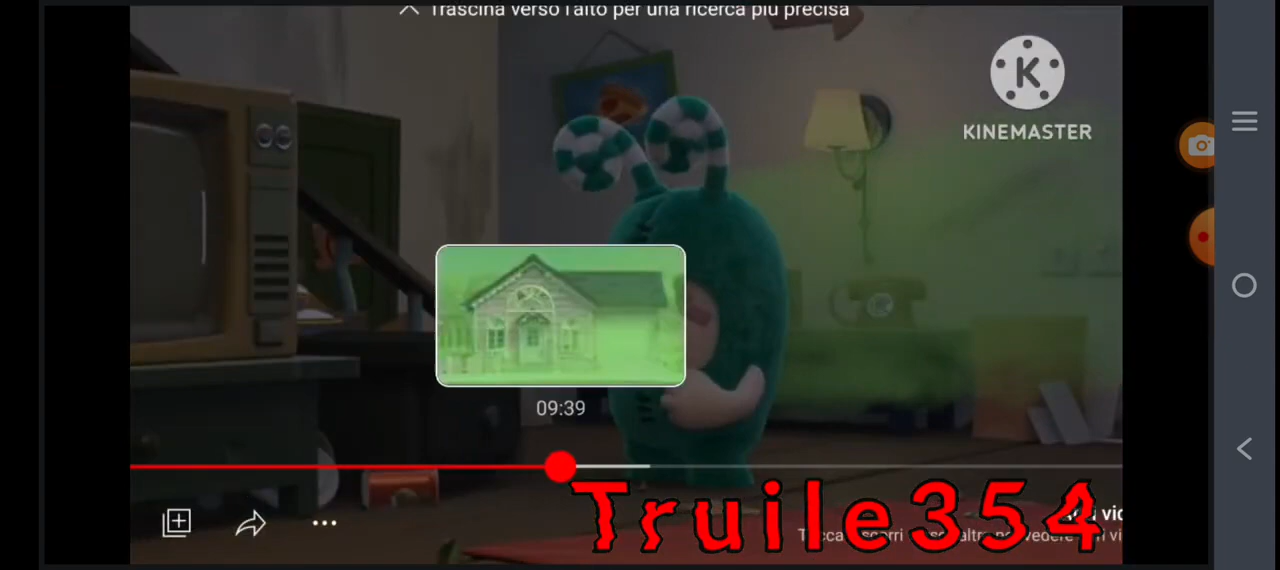 Trascina verso l'alto per una ricerca più precisa
K
KINEMASTER
09:39
Truile354